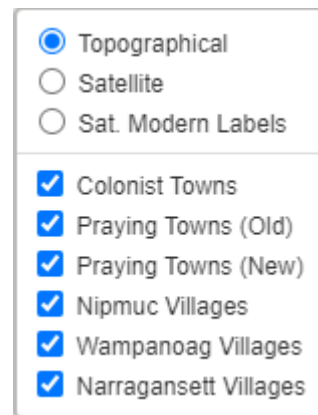 Topographical
Satellite
Sat. Modern Labels
Colonist Towns
Praying Towns (Old)
Praying Towns (New)
Nipmuc Villages
Wampanoag Villages
Narragansett Villages